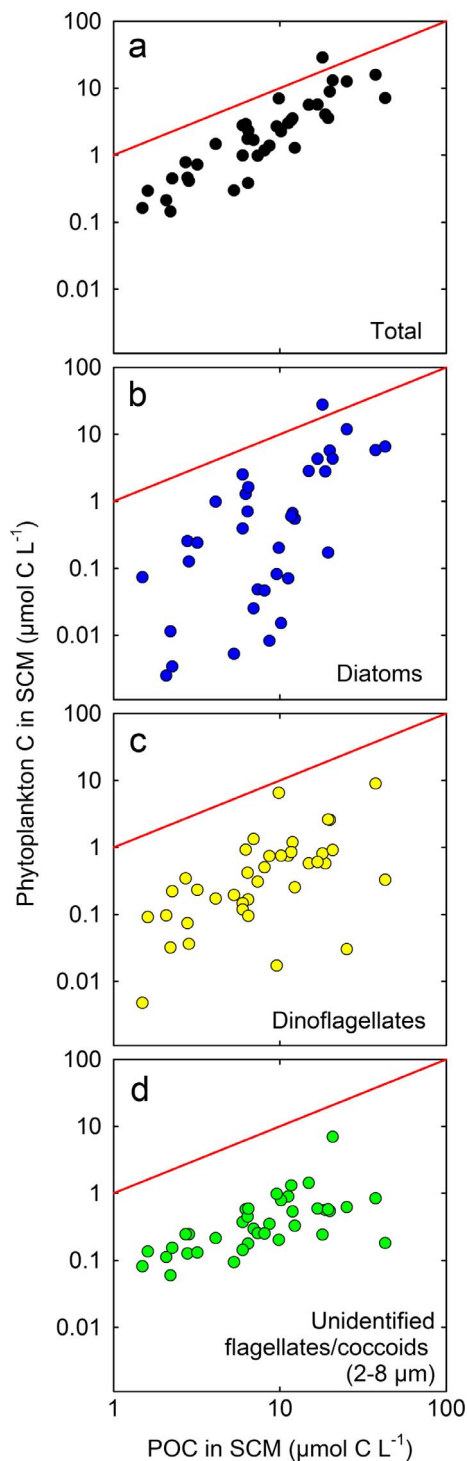 a
100
10
1
0.1
0.01
Total
b
100
10
1
0.1
0.01
Diatoms
c
100
10
1
0.1
0.01
Dinoflagellates
d
100
10
1
0.1
0.01
Unidentified
flagellates/coccoids
(2-8 µm)
1
10
100
POC in SCM (µmol C L⁻¹)
Phytoplankton C in SCM (µmol C L⁻¹)